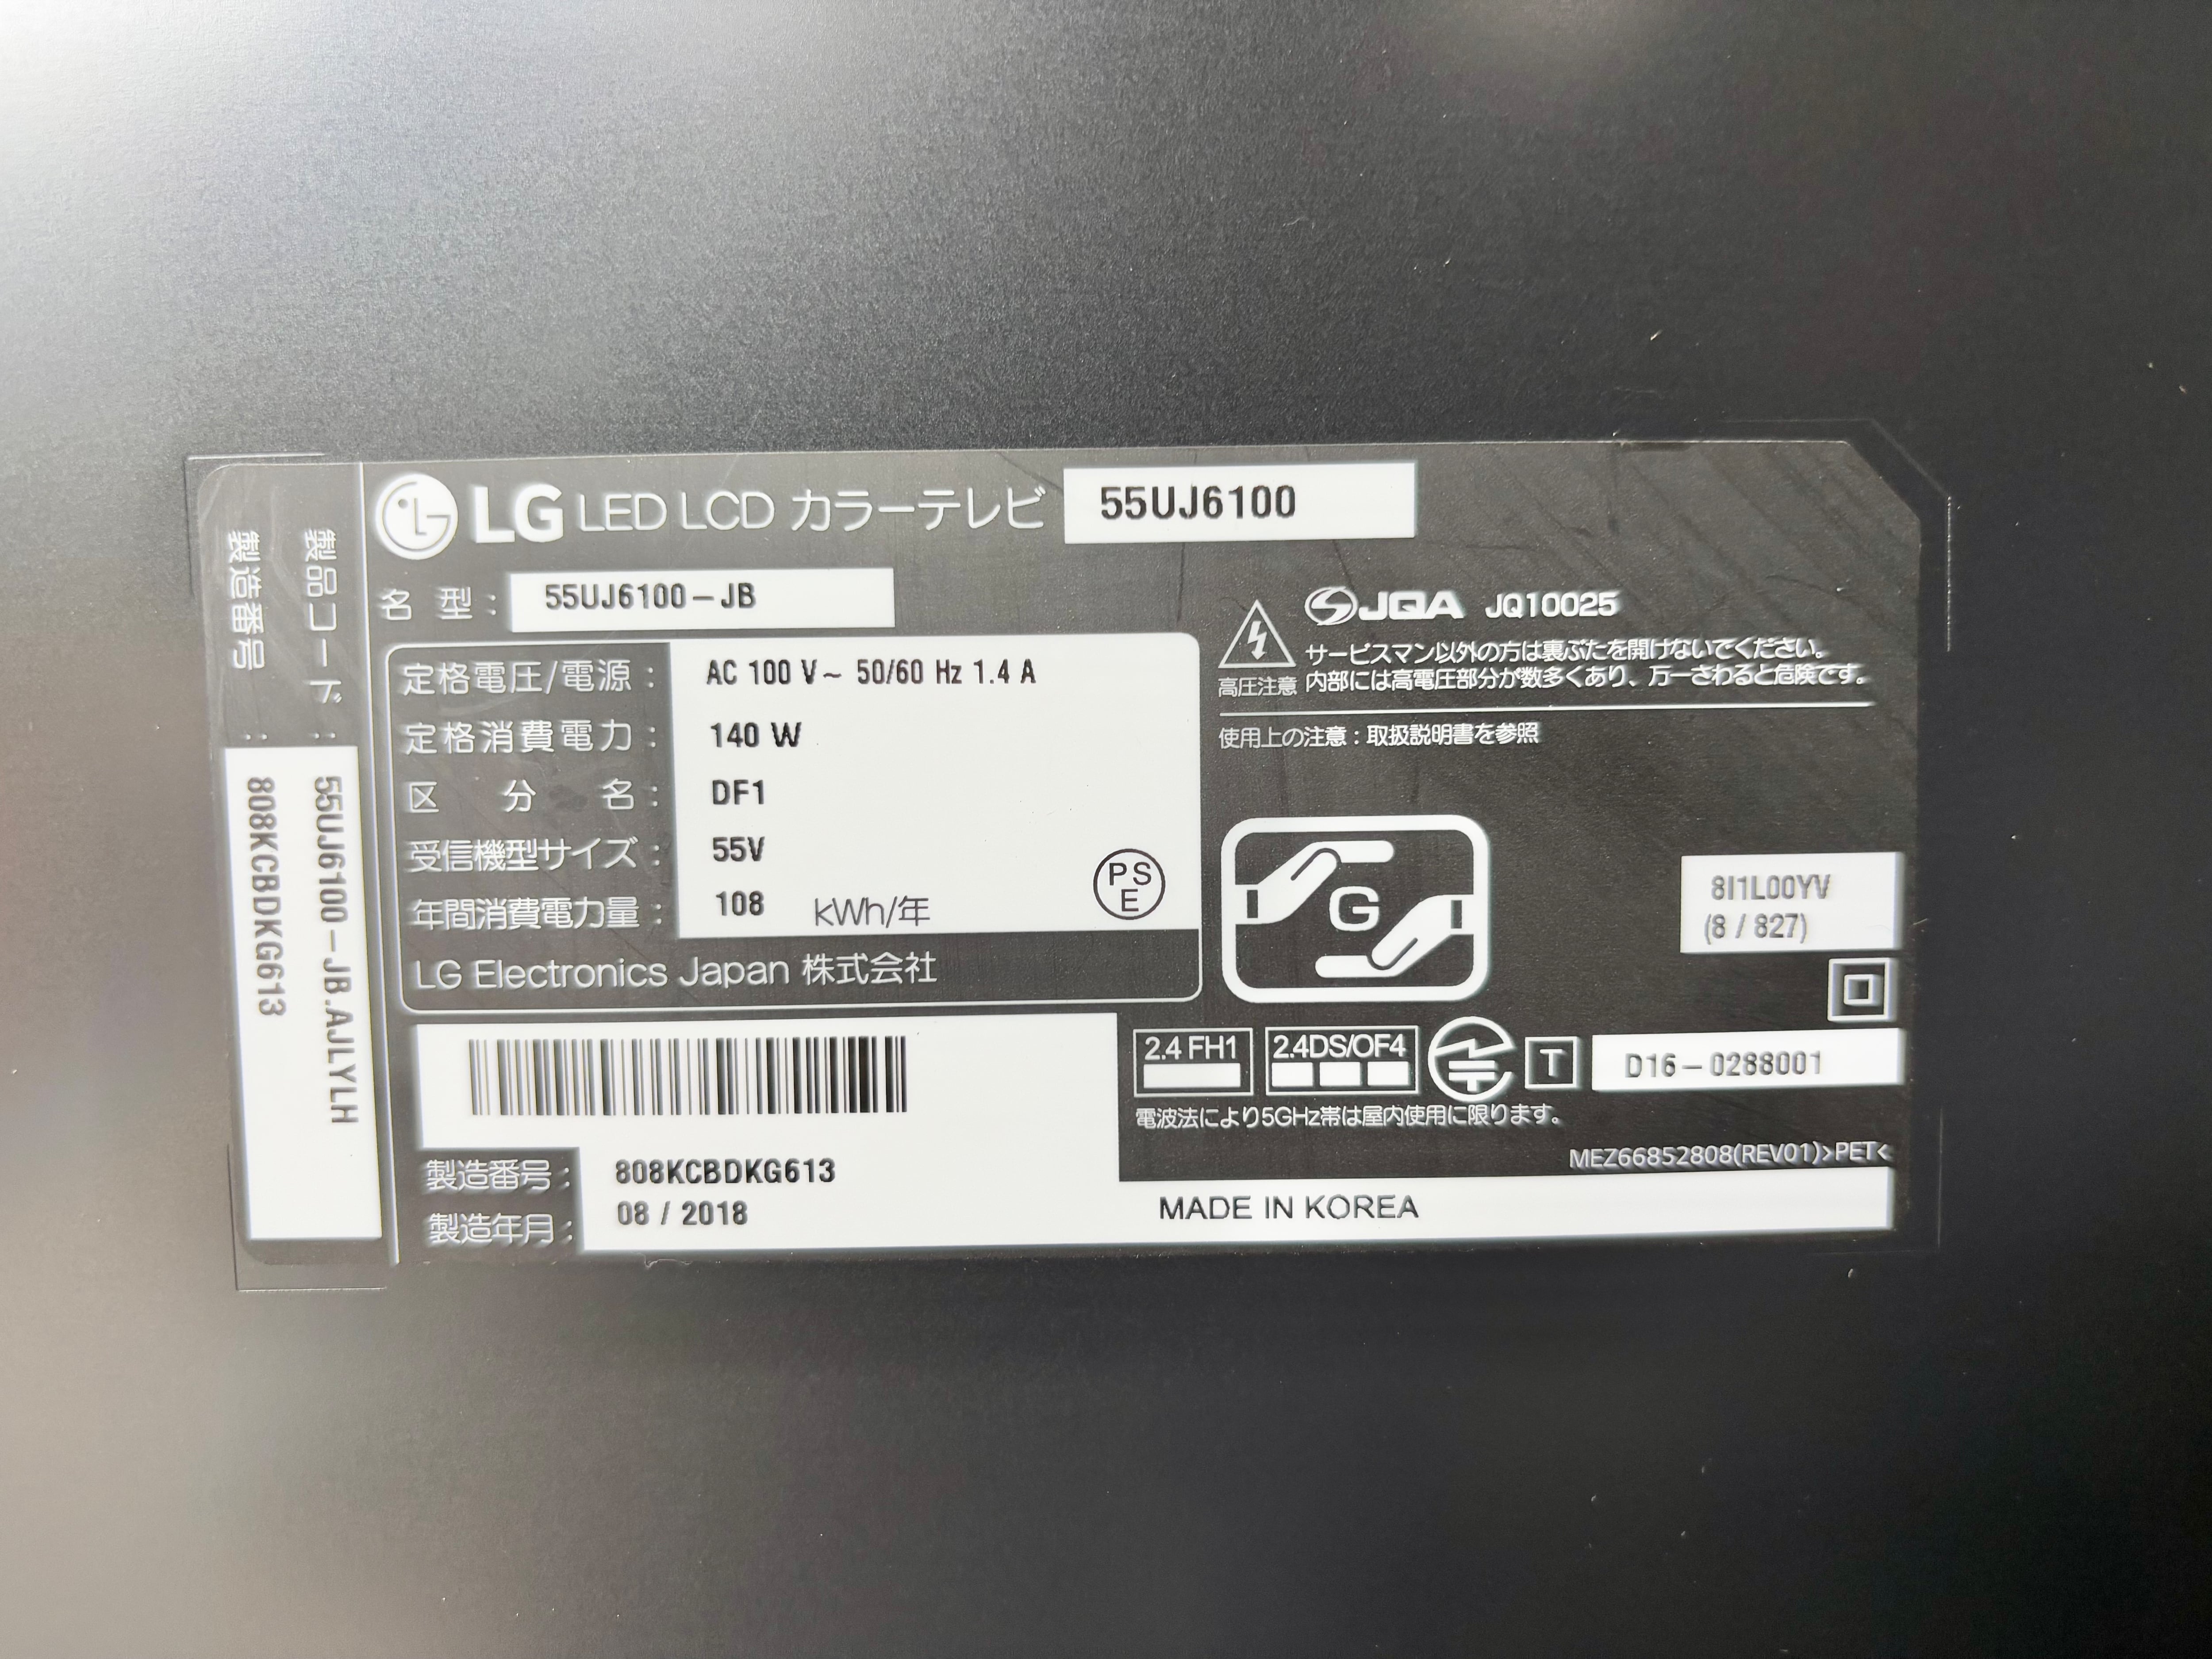 製品コード : 55UJ6100-JB.AJLYLH
製造番号 : 808KCBDKG613
LG LED LCD カラーテレビ 55UJ6100
名 型 : 55UJ6100-JB
定格電圧/電源 : AC 100 V~ 50/60 Hz 1.4 A
定格消費電力 : 140 W
区 分 名 : DF1
受信機型サイズ : 55V
年間消費電力量 : 108 kWh/年
PS
E
LG Electronics Japan 株式会社
JQA JQ10025
サービスマン以外の方は裏ぶたを開けないでください。
高圧注意 内部には高電圧部分が数多くあり、万一さわると危険です。
使用上の注意 : 取扱説明書を参照
G
8I1L00YV
(8 / 827)
2.4 FH1 2.4DS/OF4 T D16-0288001
電波法により5GHz帯は屋内使用に限ります。
MEZ66852808(REV01)>PET<
製造番号 : 808KCBDKG613
製造年月 : 08 / 2018
MADE IN KOREA